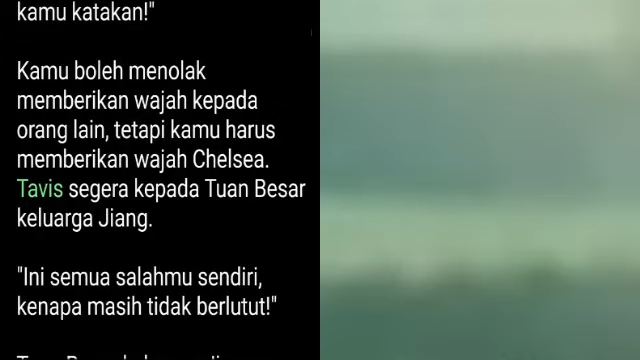 kamu katakan!"
Kamu boleh menolak
memberikan wajah kepada
orang lain, tetapi kamu harus
memberikan wajah Chelsea.
Tavis segera kepada Tuan Besar
keluarga Jiang.
"Ini semua salahmu sendiri,
kenapa masih tidak berlutut!"